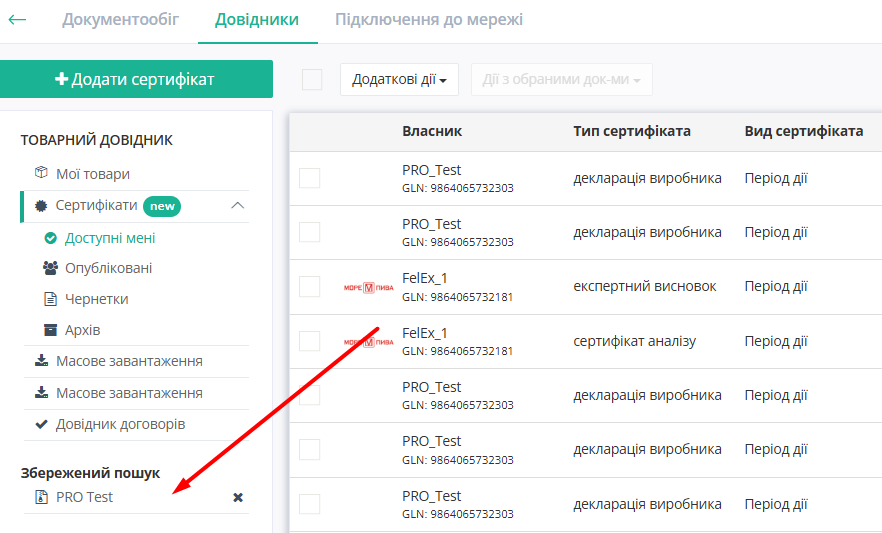 ← Документообіг Довідники Підключення до мережі
+ Додати сертифікат
Додаткові дії
Дії з обраними док-ми
ТОВАРНИЙ ДОВІДНИК
Мої товари
Сертифікати new
Доступні мені
Опубліковані
Чернетки
Архів
Масове завантаження
Масове завантаження
Довідник договорів
Збережений пошук
PRO Test ×
Власник Тип сертифіката Вид сертифіката
PRO_Test
GLN: 9864065732303
декларація виробника Період дії
PRO_Test
GLN: 9864065732303
декларація виробника Період дії
МОРЕ М ПИВА
FelEx_1
GLN: 9864065732181
експертний висновок Період дії
МОРЕ М ПИВА
FelEx_1
GLN: 9864065732181
сертифікат аналізу Період дії
PRO_Test
GLN: 9864065732303
декларація виробника Період дії
PRO_Test
GLN: 9864065732303
декларація виробника Період дії
PRO_Test
GLN: 9864065732303
декларація виробника Період дії